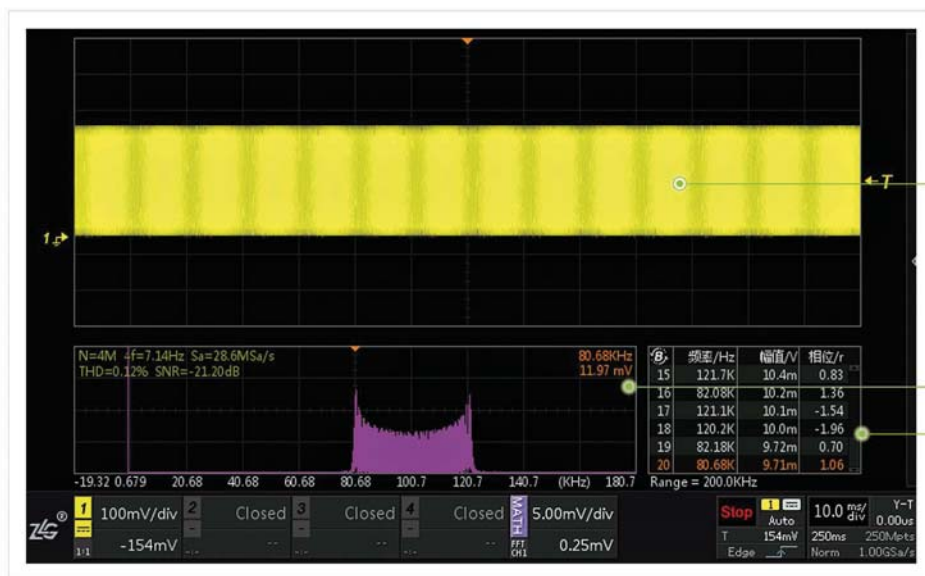 T
1
N=4M
f=7.14Hz Sa=28.6MSa/s
THD=0.12% SNR=-21.20dB
80.68KHz
11.97 mV
-19.32 0.679 20.68 40.68 60.68 80.68 100.7 120.7 140.7 (KHz) 180.7
B 频率/Hz 幅值/V 相位/r
15 121.7K 10.4m 0.83
16 82.08K 10.2m 1.36
17 121.1K 10.1m -1.54
18 120.2K 10.0m -1.96
19 82.18K 9.72m 0.70
20 80.68K 9.71m 1.06
Range = 200.0KHz
ZLG®
1 100mV/div
1:1 -154mV
2 Closed
-:- --
3 Closed
-:- --
4 Closed
-:- --
MATH 5.00mV/div
FFT CH1 0.25mV
Stop 1 Auto
T 154mV
Edge
10.0 ms/div Y-T
0.00us
250ms 250Mpts
Norm 1.00GSa/s